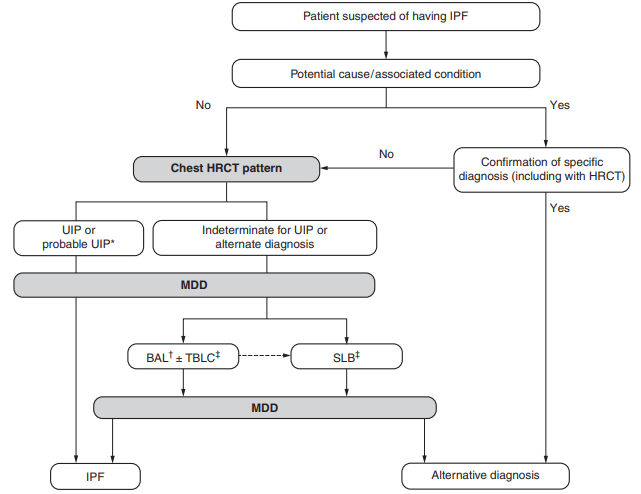 Patient suspected of having IPF
Potential cause/associated condition
No
Yes
Chest HRCT pattern
No
Confirmation of specific
diagnosis (including with HRCT)
Yes
UIP or
probable UIP*
Indeterminate for UIP or
alternate diagnosis
MDD
BAL† ± TBLC‡
SLB‡
MDD
IPF
Alternative diagnosis